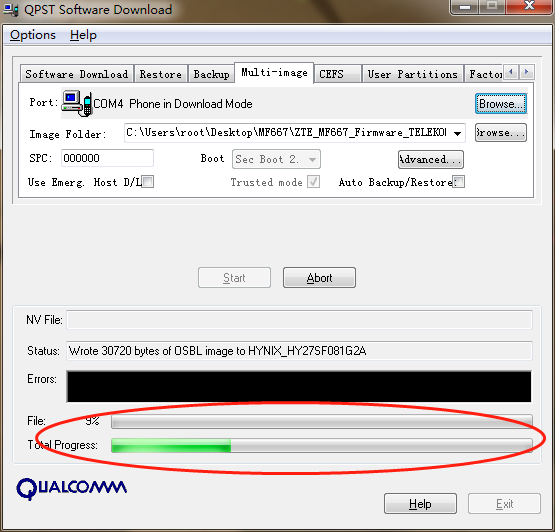 QPST Software Download
Options Help
Software Download Restore Backup Multi-image CEFS User Partitions Factor
Port: COM4 Phone in Download Mode Browse...
Image Folder: C:\Users\root\Desktop\MF667\ZTE_MF667_Firmware_TELEKOI Browse...
SPC: 000000 Boot Sec Boot 2. Advanced...
Use Emerg. Host D/L Trusted mode Auto Backup/Restore:
Start Abort
NV File:
Status: Wrote 30720 bytes of OSBL image to HYNIX_HY27SF081G2A
Errors:
File: 9%
Total Progress:
QUALCOMM
Help Exit